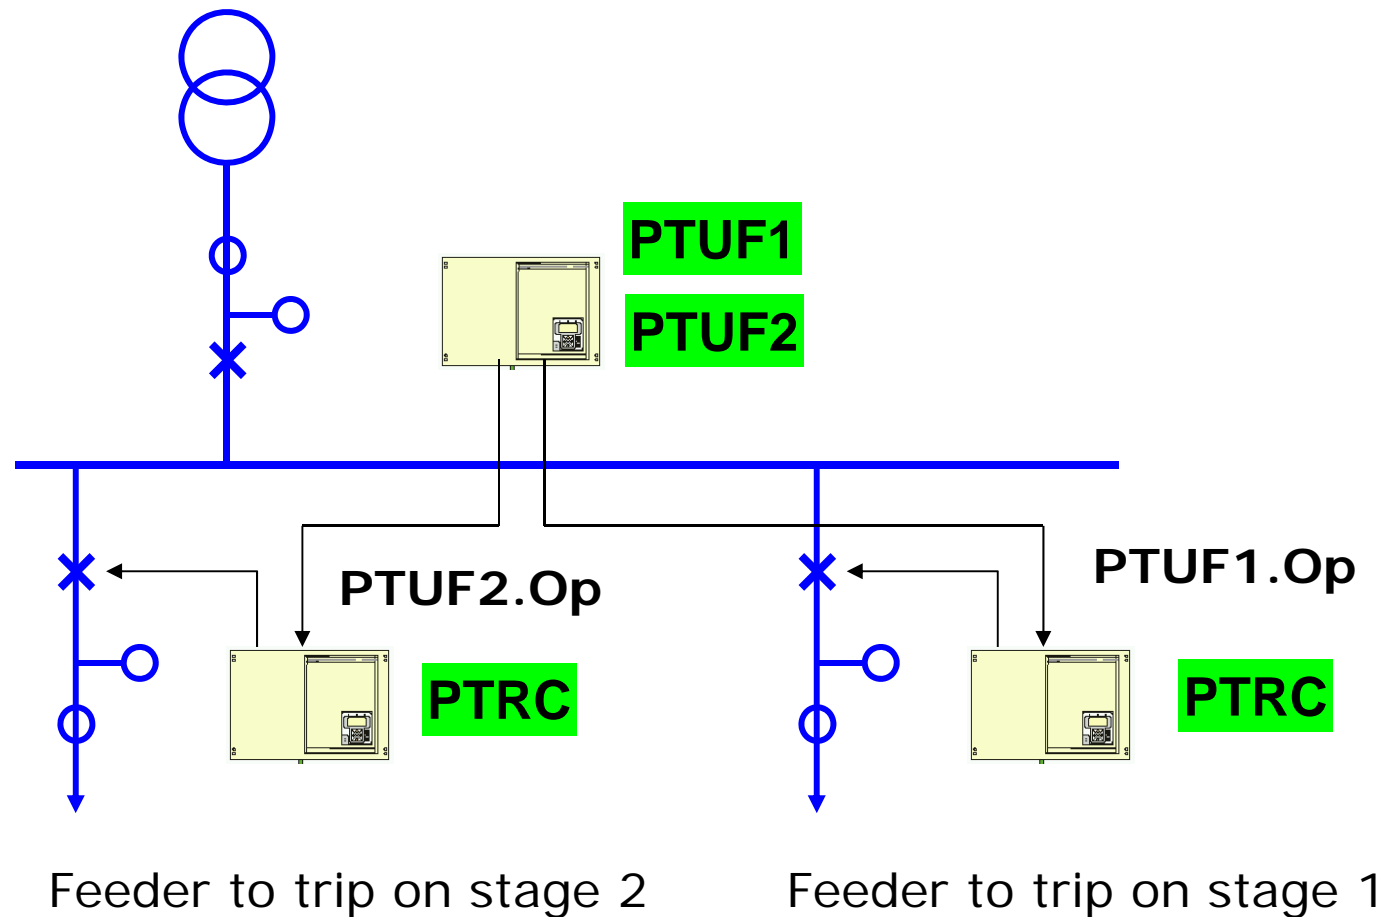 PTUF1
PTUF2
PTUF2.Op
PTUF1.Op
PTRC
PTRC
Feeder to trip on stage 2
Feeder to trip on stage 1